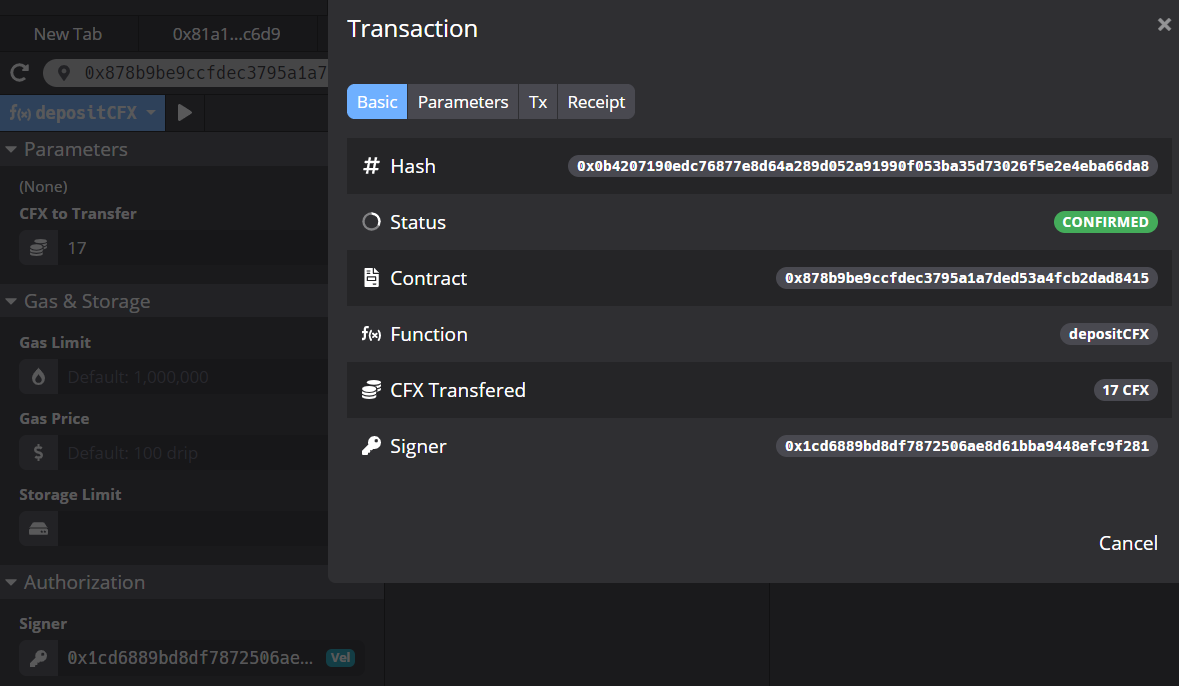 Transaction
×
New Tab
0x81a1...c6d9
0x878b9be9ccfdec3795a1a7
f(x) depositCFX
Basic
Parameters
Tx
Receipt
Parameters
(None)
CFX to Transfer
17
Gas & Storage
Gas Limit
Default: 1,000,000
Gas Price
$
Default: 100 drip
Storage Limit
Authorization
Signer
0x1cd6889bd8df7872506ae...
Vel
# Hash
0x0b4207190edc76877e8d64a289d052a91990f053ba35d73026f5e2e4eba66da8
Status
CONFIRMED
Contract
0x878b9be9ccfdec3795a1a7ded53a4fcb2dad8415
f(x) Function
depositCFX
CFX Transfered
17 CFX
Signer
0x1cd6889bd8df7872506ae8d61bba9448efc9f281
Cancel